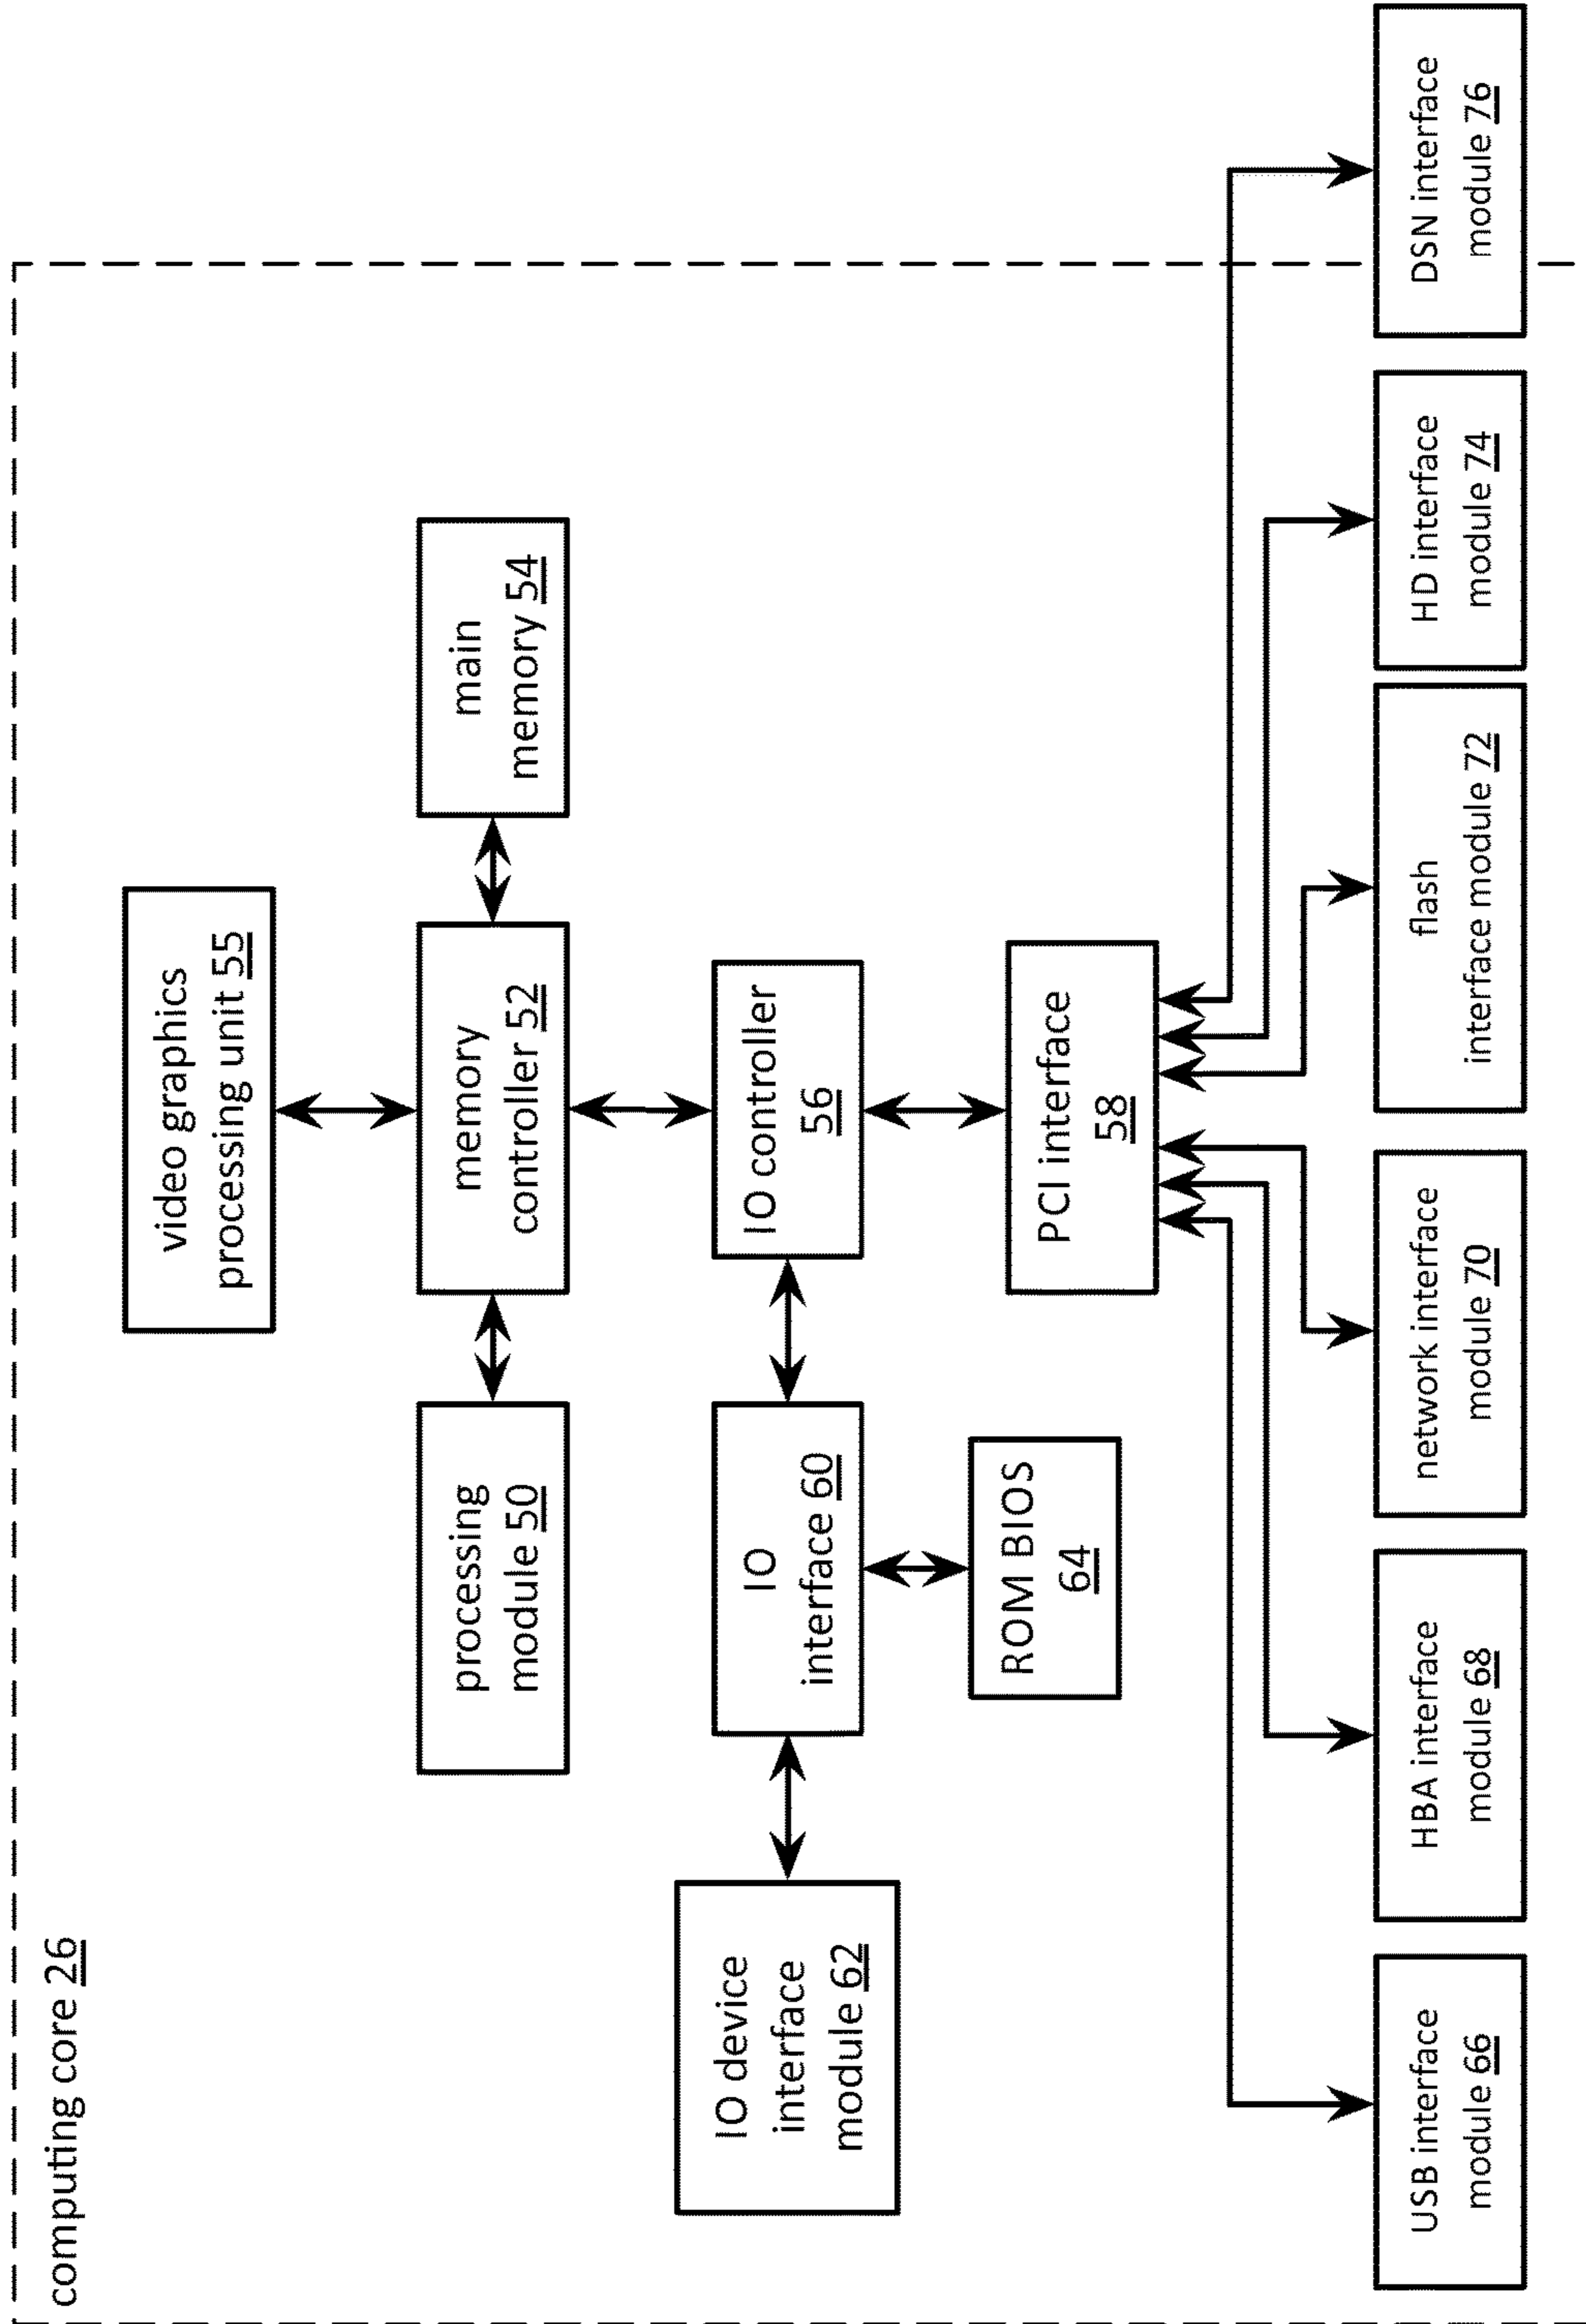 computing core 26
video graphics
processing unit 55
processing
module 50
memory
controller 52
main
memory 54
IO device
interface
module 62
IO
interface 60
IO controller
56
ROM BIOS
64
PCI interface
58
USB interface
module 66
HBA interface
module 68
network interface
module 70
flash
interface module 72
HD interface
module 74
DSN interface
module 76